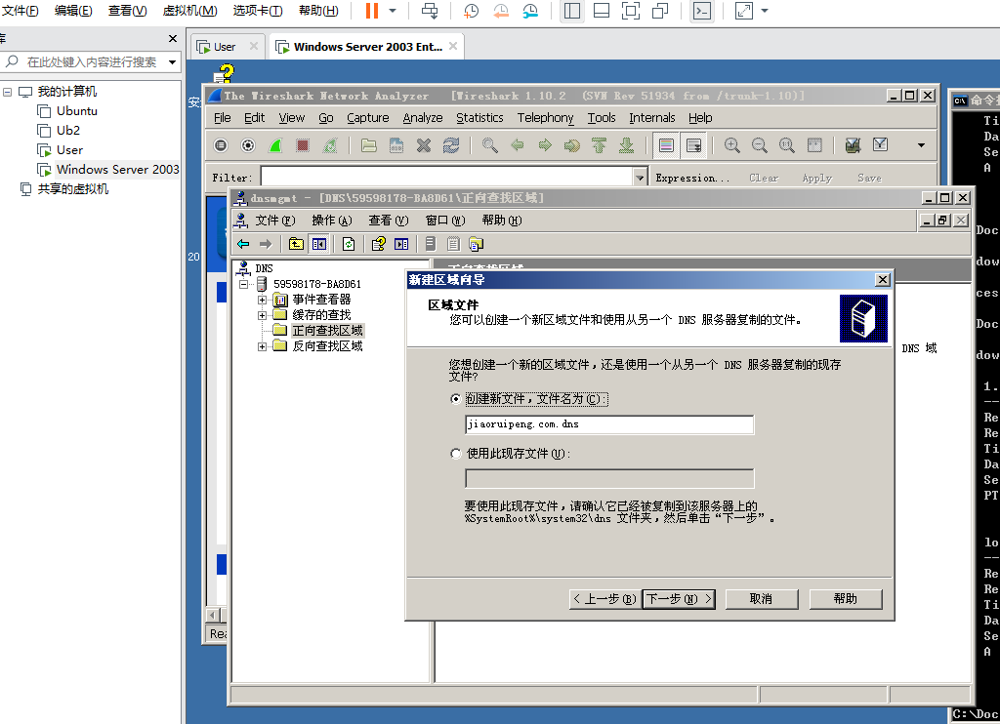 文件(F) 编辑(E) 查看(V) 虚拟机(M) 选项卡(T) 帮助(H)
库
在此处键入内容进行搜索
我的计算机
Ubuntu
Ub2
User
Windows Server 2003
共享的虚拟机
User
Windows Server 2003 Ent...
安
20
The Wireshark Network Analyzer [Wireshark 1.10.2 (SVN Rev 51934 from /trunk-1.10)]
File Edit View Go Capture Analyze Statistics Telephony Tools Internals Help
Filter: Expression... Clear Apply Save
Rea
dnsmgmt - [DNS\59598178-BA8D61\正向查找区域]
文件(F) 操作(A) 查看(V) 窗口(W) 帮助(H)
DNS
59598178-BA8D61
事件查看器
缓存的查找
正向查找区域
反向查找区域
正向查找区域
DNS 域
新建区域向导
区域文件
您可以创建一个新区域文件和使用从另一个 DNS 服务器复制的文件。
您想创建一个新的区域文件，还是使用一个从另一个 DNS 服务器复制的现存
文件?
创建新文件，文件名为(C):
jiaoruipeng.com.dns
使用此现存文件(U):
要使用此现存文件，请确认它已经被复制到该服务器上的
%SystemRoot%\system32\dns 文件夹，然后单击“下一步”。
< 上一步(B) 下一步(N) > 取消 帮助
命令
Ti
Da
Se
A
Doc
dow
ces
Doc
dow
1.
--
Re
Re
Ti
Da
Se
PT
lo
--
Re
Re
Ti
Da
Se
A
C:\Doc